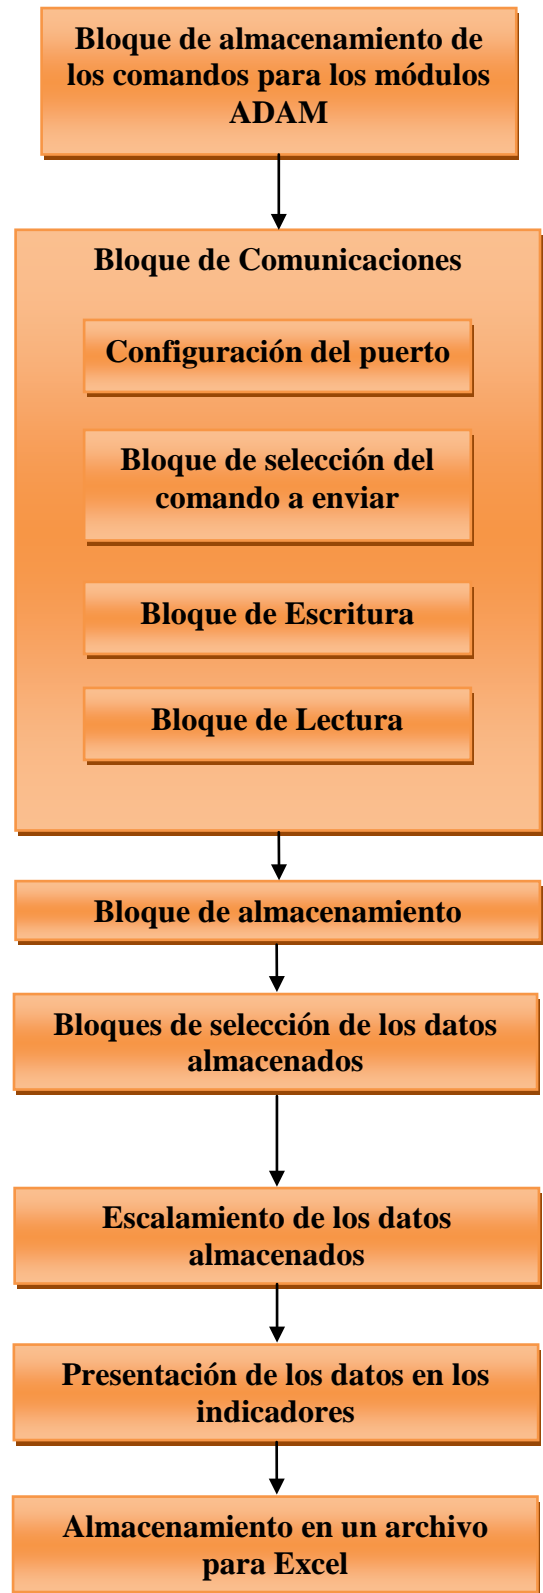 Bloque de almacenamiento de
los comandos para los módulos
ADAM
Bloque de Comunicaciones
Configuración del puerto
Bloque de selección del
comando a enviar
Bloque de Escritura
Bloque de Lectura
Bloque de almacenamiento
Bloques de selección de los datos
almacenados
Escalamiento de los datos
almacenados
Presentación de los datos en los
indicadores
Almacenamiento en un archivo
para Excel